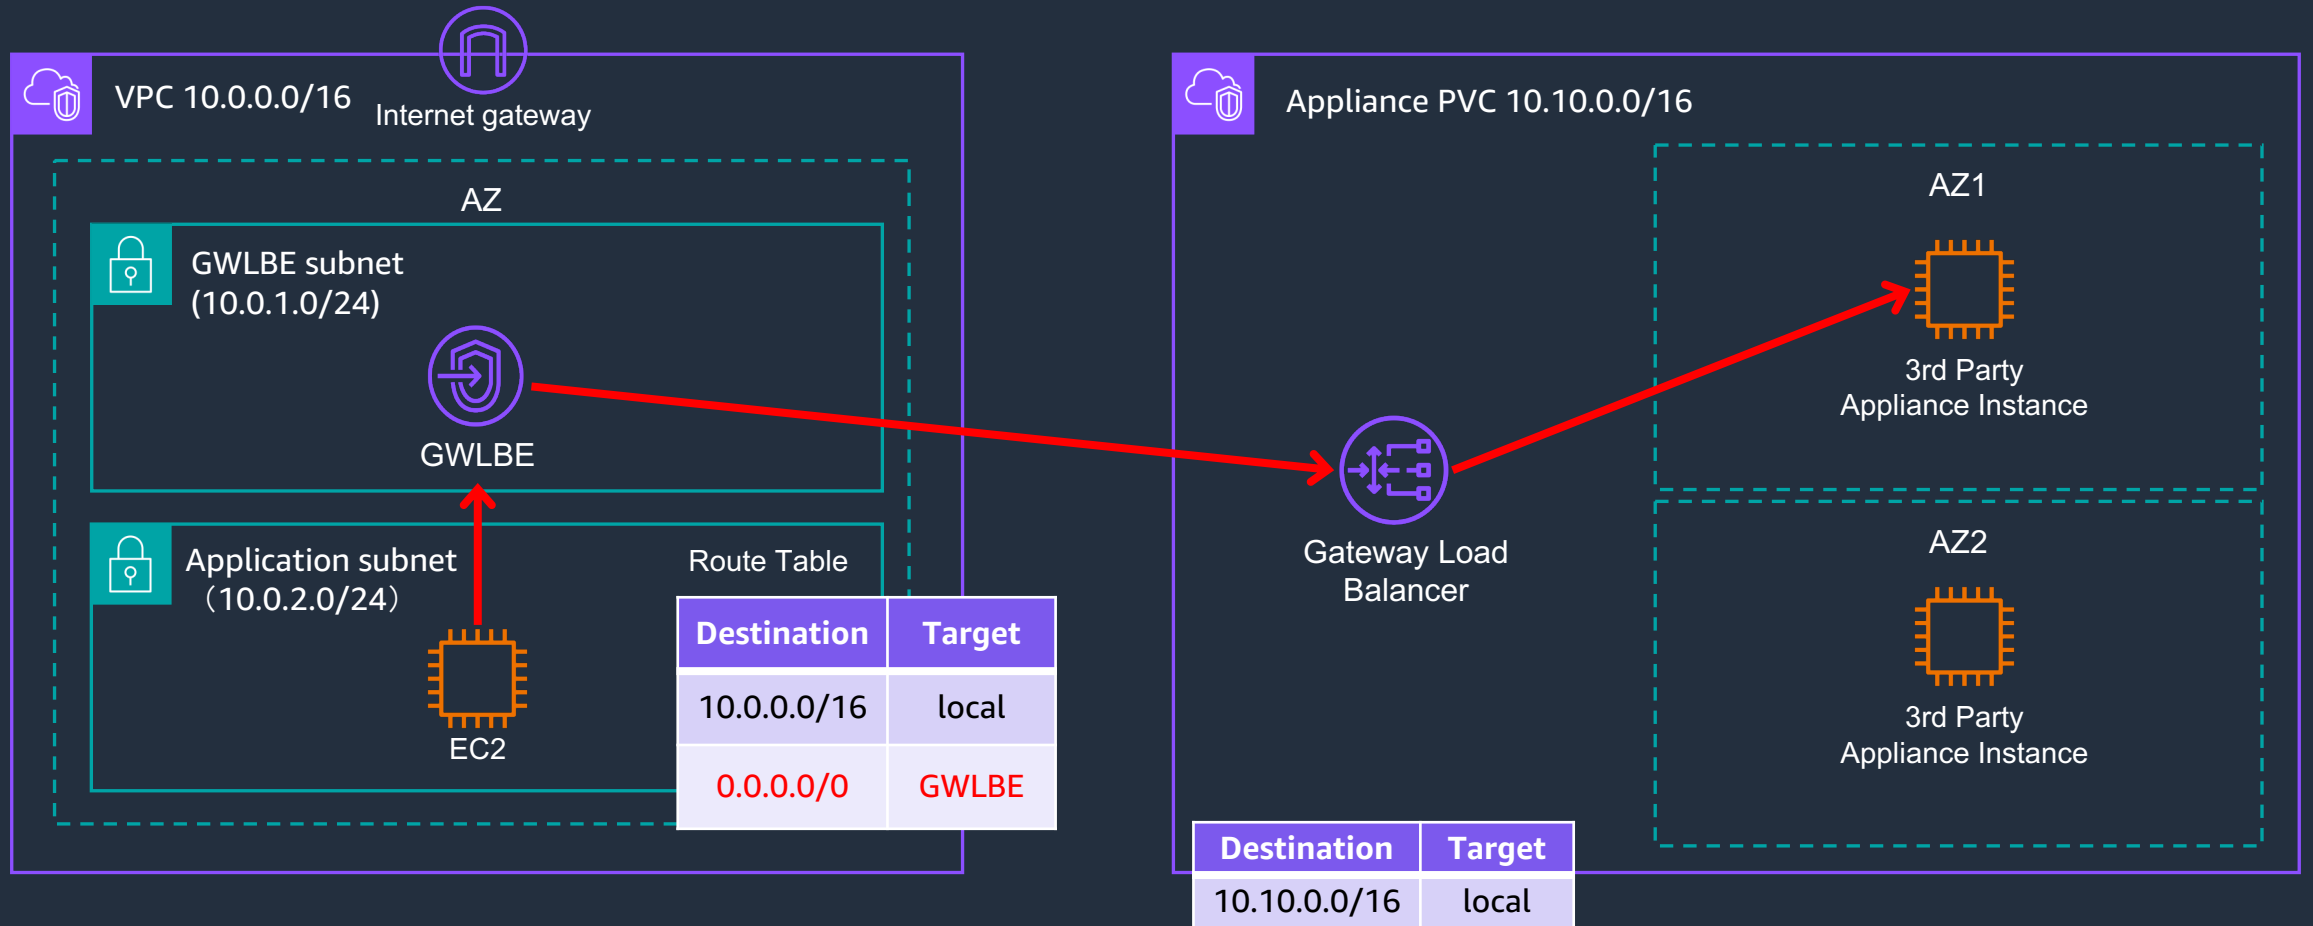 VPC 10.0.0.0/16
Internet gateway
AZ
GWLBE subnet
(10.0.1.0/24)
GWLBE
Application subnet
（10.0.2.0/24）
EC2
Route Table
Destination Target
10.0.0.0/16 local
0.0.0.0/0 GWLBE
Appliance PVC 10.10.0.0/16
Gateway Load
Balancer
AZ1
3rd Party
Appliance Instance
AZ2
3rd Party
Appliance Instance
Destination Target
10.10.0.0/16 local